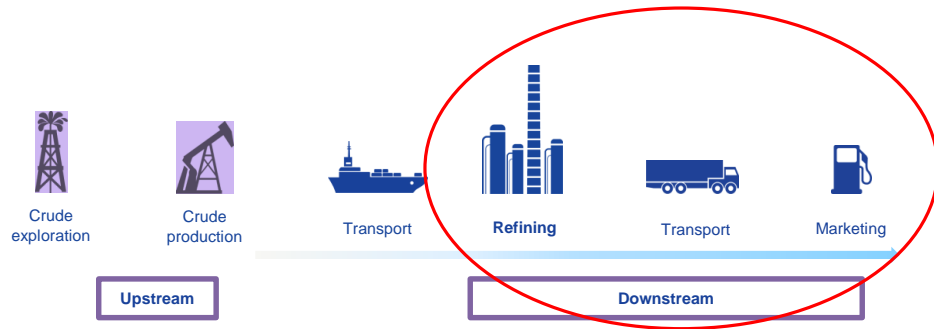 Crude
exploration
Crude
production
Transport
Refining
Transport
Marketing
Upstream
Downstream